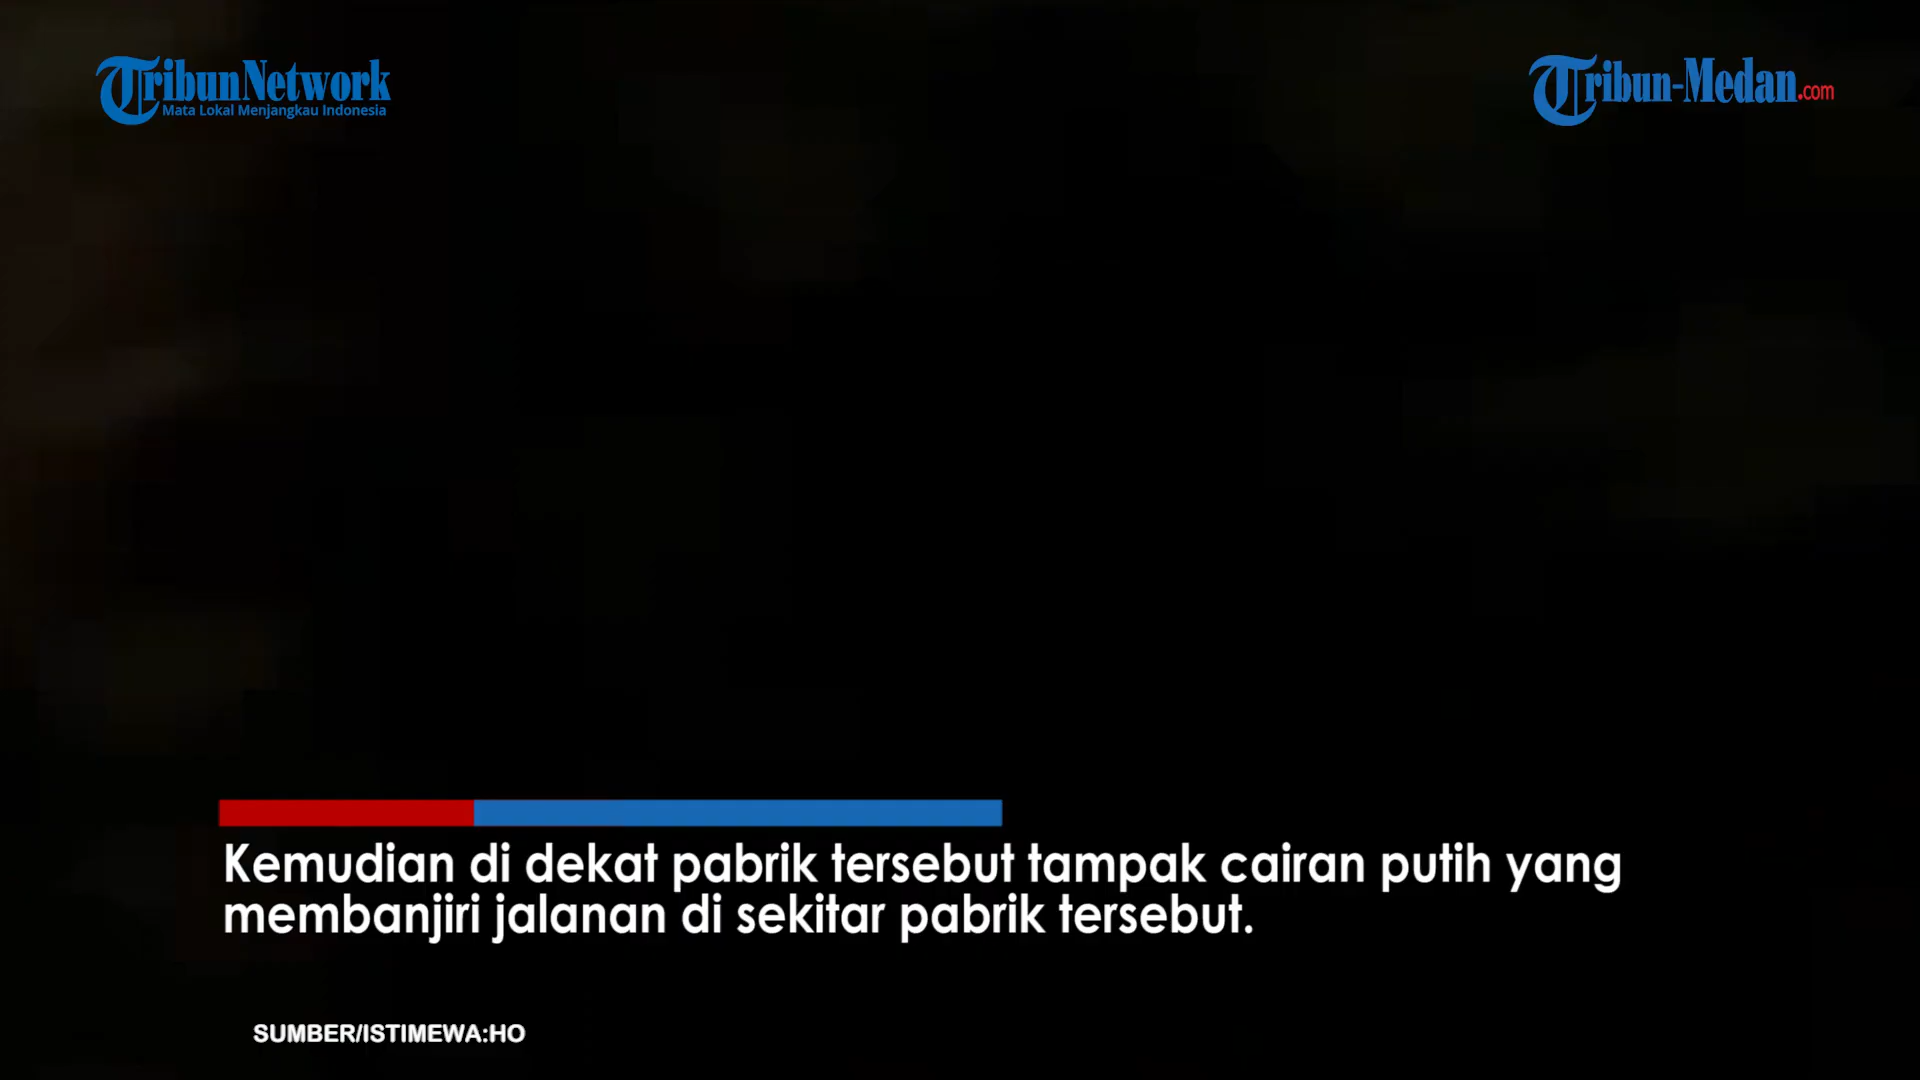 TribunNetwork
Mata Lokal Menjangkau Indonesia
Tribun-Medan.com
Kemudian di dekat pabrik tersebut tampak cairan putih yang
membanjiri jalanan di sekitar pabrik tersebut.
SUMBER/ISTIMEWA:HO